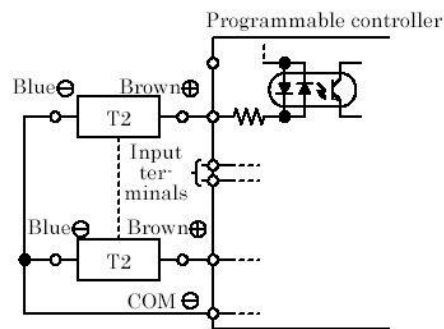 Programmable controller
Blue⊖ Brown⊕
T2
Input
ter-
minals
Blue⊖ Brown⊕
T2
COM ⊖